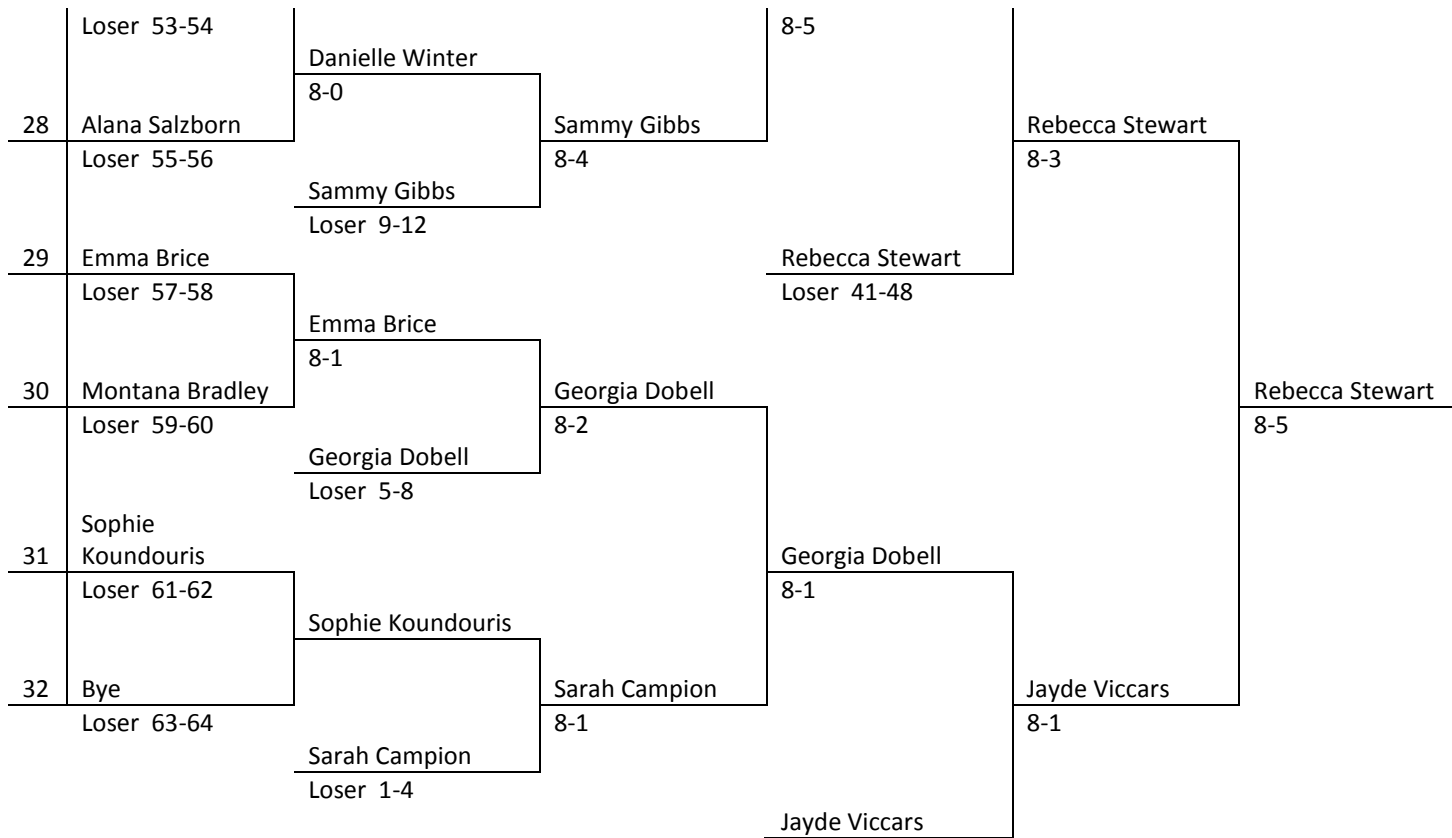 Loser 53-54
8-5
Danielle Winter
8-0
28 Alana Salzborn
Sammy Gibbs
Rebecca Stewart
Loser 55-56
8-4
8-3
Sammy Gibbs
Loser 9-12
29 Emma Brice
Rebecca Stewart
Loser 57-58
Loser 41-48
Emma Brice
8-1
30 Montana Bradley
Georgia Dobell
Rebecca Stewart
Loser 59-60
8-2
8-5
Georgia Dobell
Loser 5-8
Sophie
31 Koundouris
Georgia Dobell
Loser 61-62
8-1
Sophie Koundouris
32 Bye
Sarah Campion
Jayde Viccars
Loser 63-64
8-1
8-1
Sarah Campion
Loser 1-4
Jayde Viccars